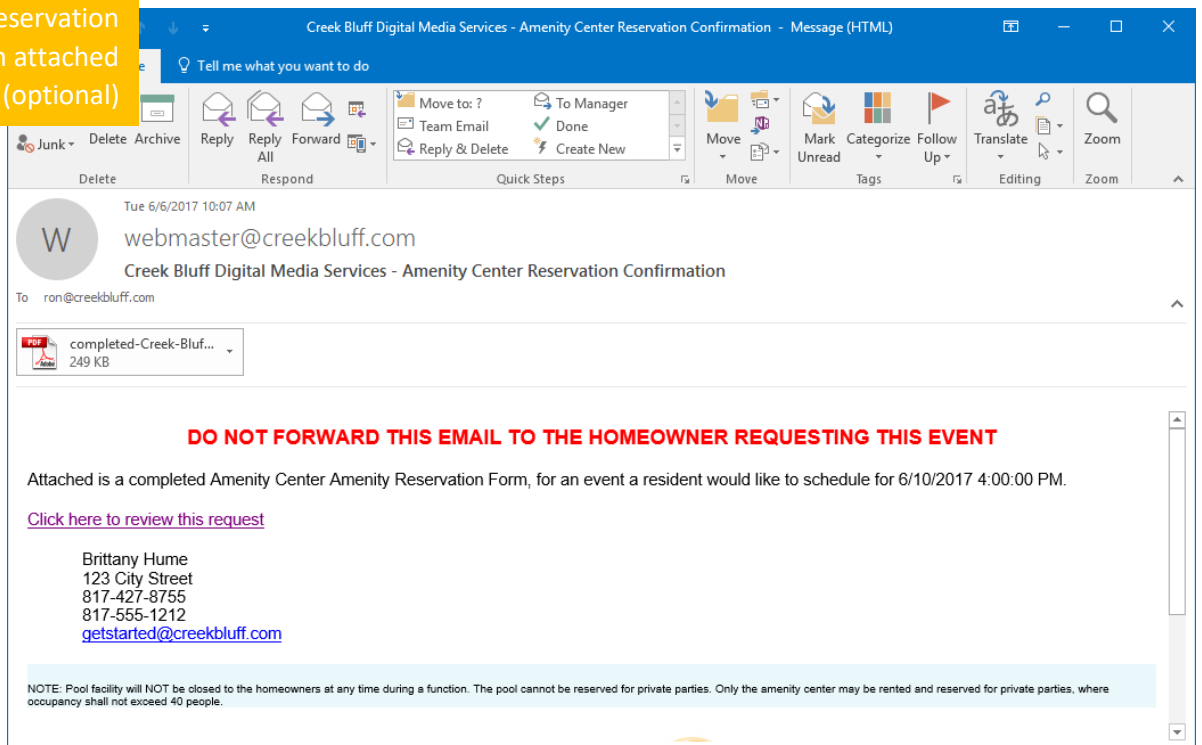 eservation
attached
(optional)
Creek Bluff Digital Media Services - Amenity Center Reservation Confirmation - Message (HTML)
Tell me what you want to do
Junk
Delete
Archive
Reply
Reply All
Forward
Move to: ?
To Manager
Team Email
Done
Reply & Delete
Create New
Move
Mark Unread
Categorize
Follow Up
Translate
Zoom
Delete
Respond
Quick Steps
Move
Tags
Editing
Zoom
Tue 6/6/2017 10:07 AM
W
webmaster@creekbluff.com
Creek Bluff Digital Media Services - Amenity Center Reservation Confirmation
To ron@creekbluff.com
PDF
Adobe
completed-Creek-Bluf...
249 KB
DO NOT FORWARD THIS EMAIL TO THE HOMEOWNER REQUESTING THIS EVENT
Attached is a completed Amenity Center Amenity Reservation Form, for an event a resident would like to schedule for 6/10/2017 4:00:00 PM.
Click here to review this request
Brittany Hume
123 City Street
817-427-8755
817-555-1212
getstarted@creekbluff.com
NOTE: Pool facility will NOT be closed to the homeowners at any time during a function. The pool cannot be reserved for private parties. Only the amenity center may be rented and reserved for private parties, where
occupancy shall not exceed 40 people.